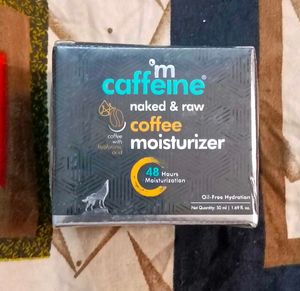 'm
caffeine®
naked & raw
coffee
moisturizer
coffee
with
hyaluronic
acid
48 Hours
Moisturization
Oil-Free Hydration
Net Quantity: 50 ml | 1.69 fl. oz.